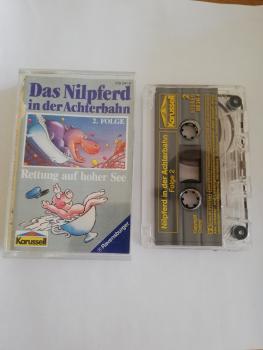 Das Nilpferd
in der Achterbahn
2. FOLGE
Rettung auf hoher See
Karussell
Ravensburger
Karussell
2
Nilpferd in der Achterbahn
Folge 2